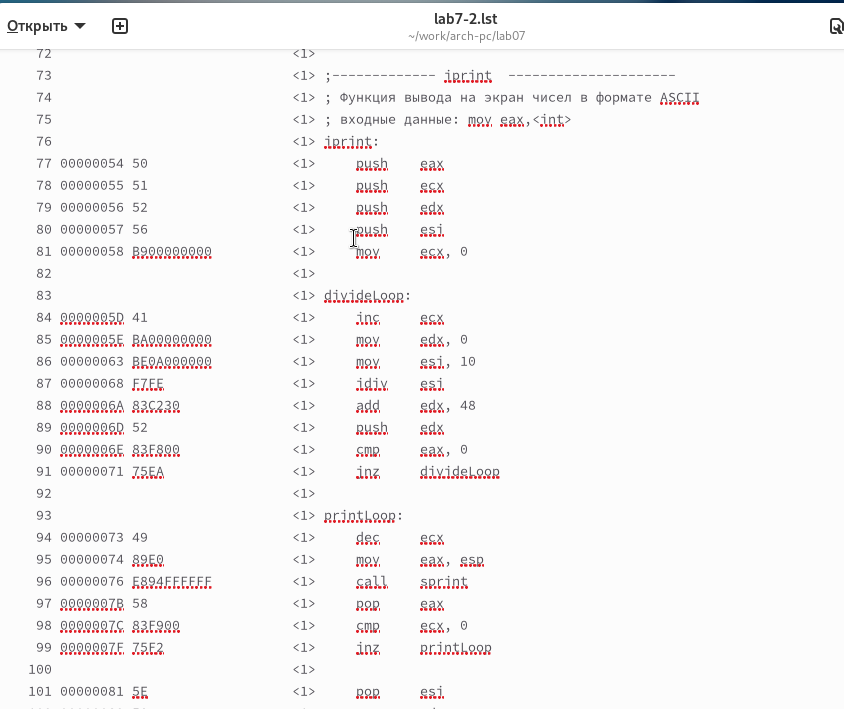 Открыть
lab7-2.lst
~/work/arch-pc/lab07
72 <1>
73 <1> ;------------- iprint ---------------------
74 <1> ; Функция вывода на экран чисел в формате ASCII
75 <1> ; входные данные: mov eax,<int>
76 <1> iprint:
77 00000054 50 <1> push eax
78 00000055 51 <1> push ecx
79 00000056 52 <1> push edx
80 00000057 56 <1> push esi
81 00000058 B900000000 <1> mov ecx, 0
82 <1>
83 <1> divideLoop:
84 0000005D 41 <1> inc ecx
85 0000005E BA00000000 <1> mov edx, 0
86 00000063 BE0A000000 <1> mov esi, 10
87 00000068 F7FE <1> idiv esi
88 0000006A 83C230 <1> add edx, 48
89 0000006D 52 <1> push edx
90 0000006E 83F800 <1> cmp eax, 0
91 00000071 75EA <1> jnz divideLoop
92 <1>
93 <1> printLoop:
94 00000073 49 <1> dec ecx
95 00000074 89E0 <1> mov eax, esp
96 00000076 E894FFFFFF <1> call sprint
97 0000007B 58 <1> pop eax
98 0000007C 83F900 <1> cmp ecx, 0
99 0000007F 75F2 <1> jnz printLoop
100 <1>
101 00000081 5E <1> pop esi